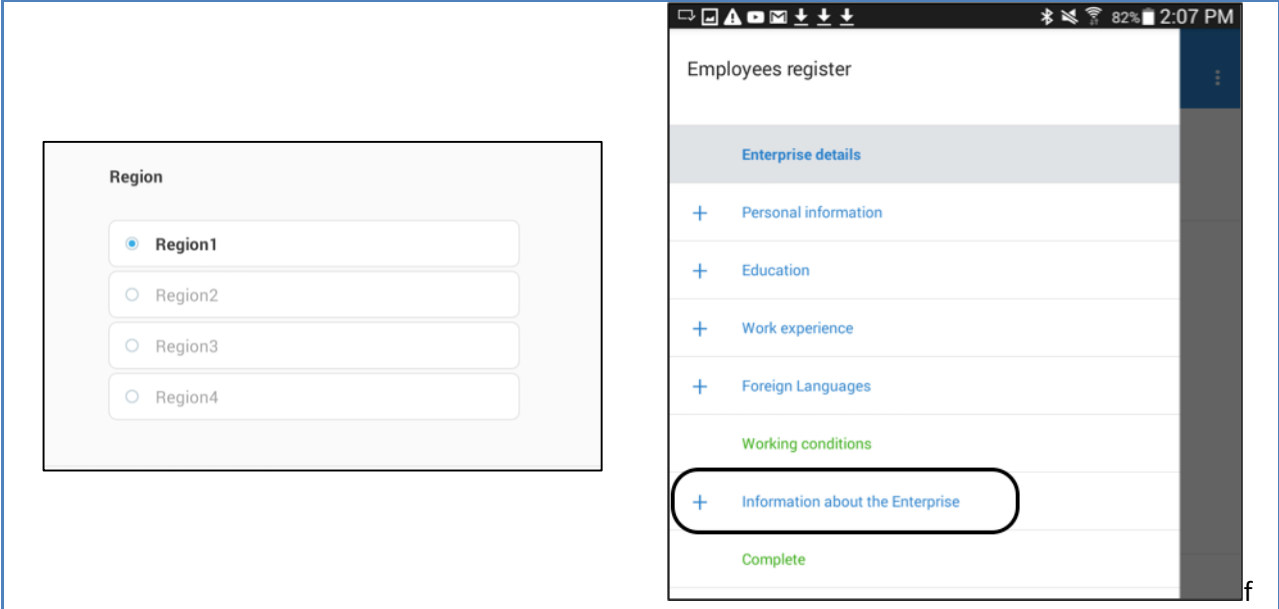 Region
Region1
Region2
Region3
Region4
82% 2:07 PM
Employees register
Enterprise details
+ Personal information
+ Education
+ Work experience
+ Foreign Languages
Working conditions
+ Information about the Enterprise
Complete
f